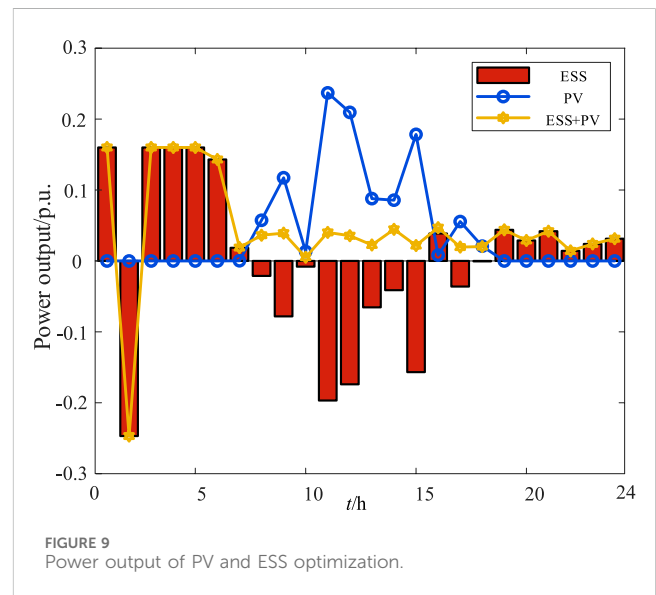 0.3
0.2
0.1
0
-0.1
-0.2
-0.3
Power output/p.u.
ESS
PV
ESS+PV
0 5 10 15 20 24
t/h
FIGURE 9
Power output of PV and ESS optimization.